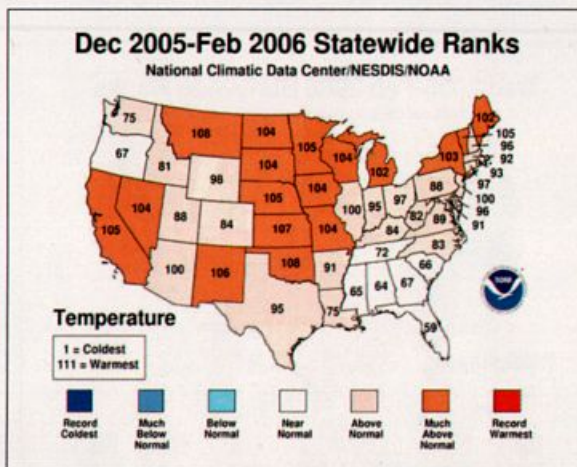 Dec 2005-Feb 2006 Statewide Ranks
National Climatic Data Center/NESDIS/NOAA
75
108
104
105
102
105
67
104
103
96
81
98
104
102
92
105
104
88
93
97
105
104
88
84
107
104
100
95
97
82
89
100
96
91
84
83
100
106
108
91
72
66
95
75
65
64
67
59
Temperature
1 = Coldest
111 = Warmest
Record
Coldest
Much
Below
Normal
Below
Normal
Near
Normal
Above
Normal
Much
Above
Normal
Record
Warmest